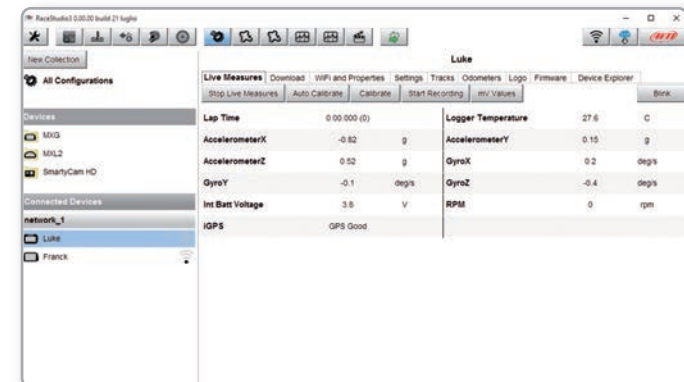 RaceStudio3 0.00.00 build 21 luglio
AiM
New Collection
All Configurations
Devices
MXG
MXL2
SmartyCam HD
Connected Devices
network_1
Luke
Franck
Luke
Live Measures Download WiFi and Properties Settings Tracks Odometers Logo Firmware Device Explorer
Stop Live Measures Auto Calibrate Calibrate Start Recording mV Values Blink
Lap Time 0:00.000 (0) Logger Temperature 27.6 C
AccelerometerX -0.82 g AccelerometerY 0.15 g
AccelerometerZ 0.52 g GyroX 0.2 deg/s
GyroY -0.1 deg/s GyroZ -0.4 deg/s
Int Batt Voltage 3.8 V RPM 0 rpm
iGPS GPS Good